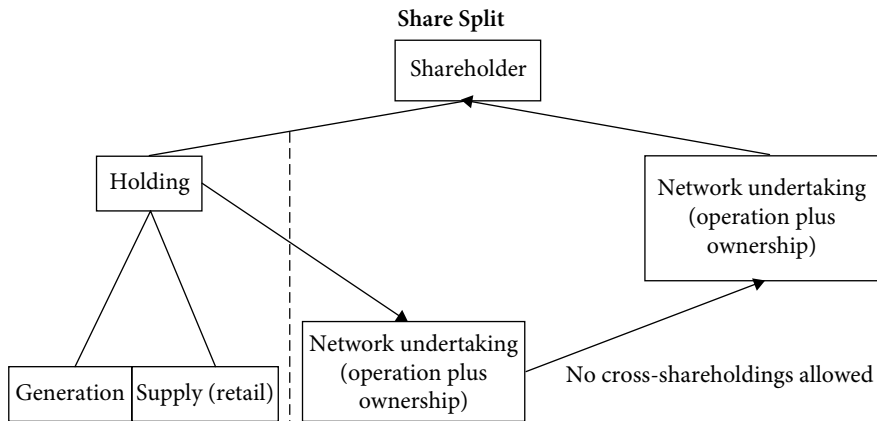 Share Split
Shareholder
Holding
Network undertaking
(operation plus
ownership)
Network undertaking
(operation plus
ownership)
No cross-shareholdings allowed
Generation
Supply (retail)